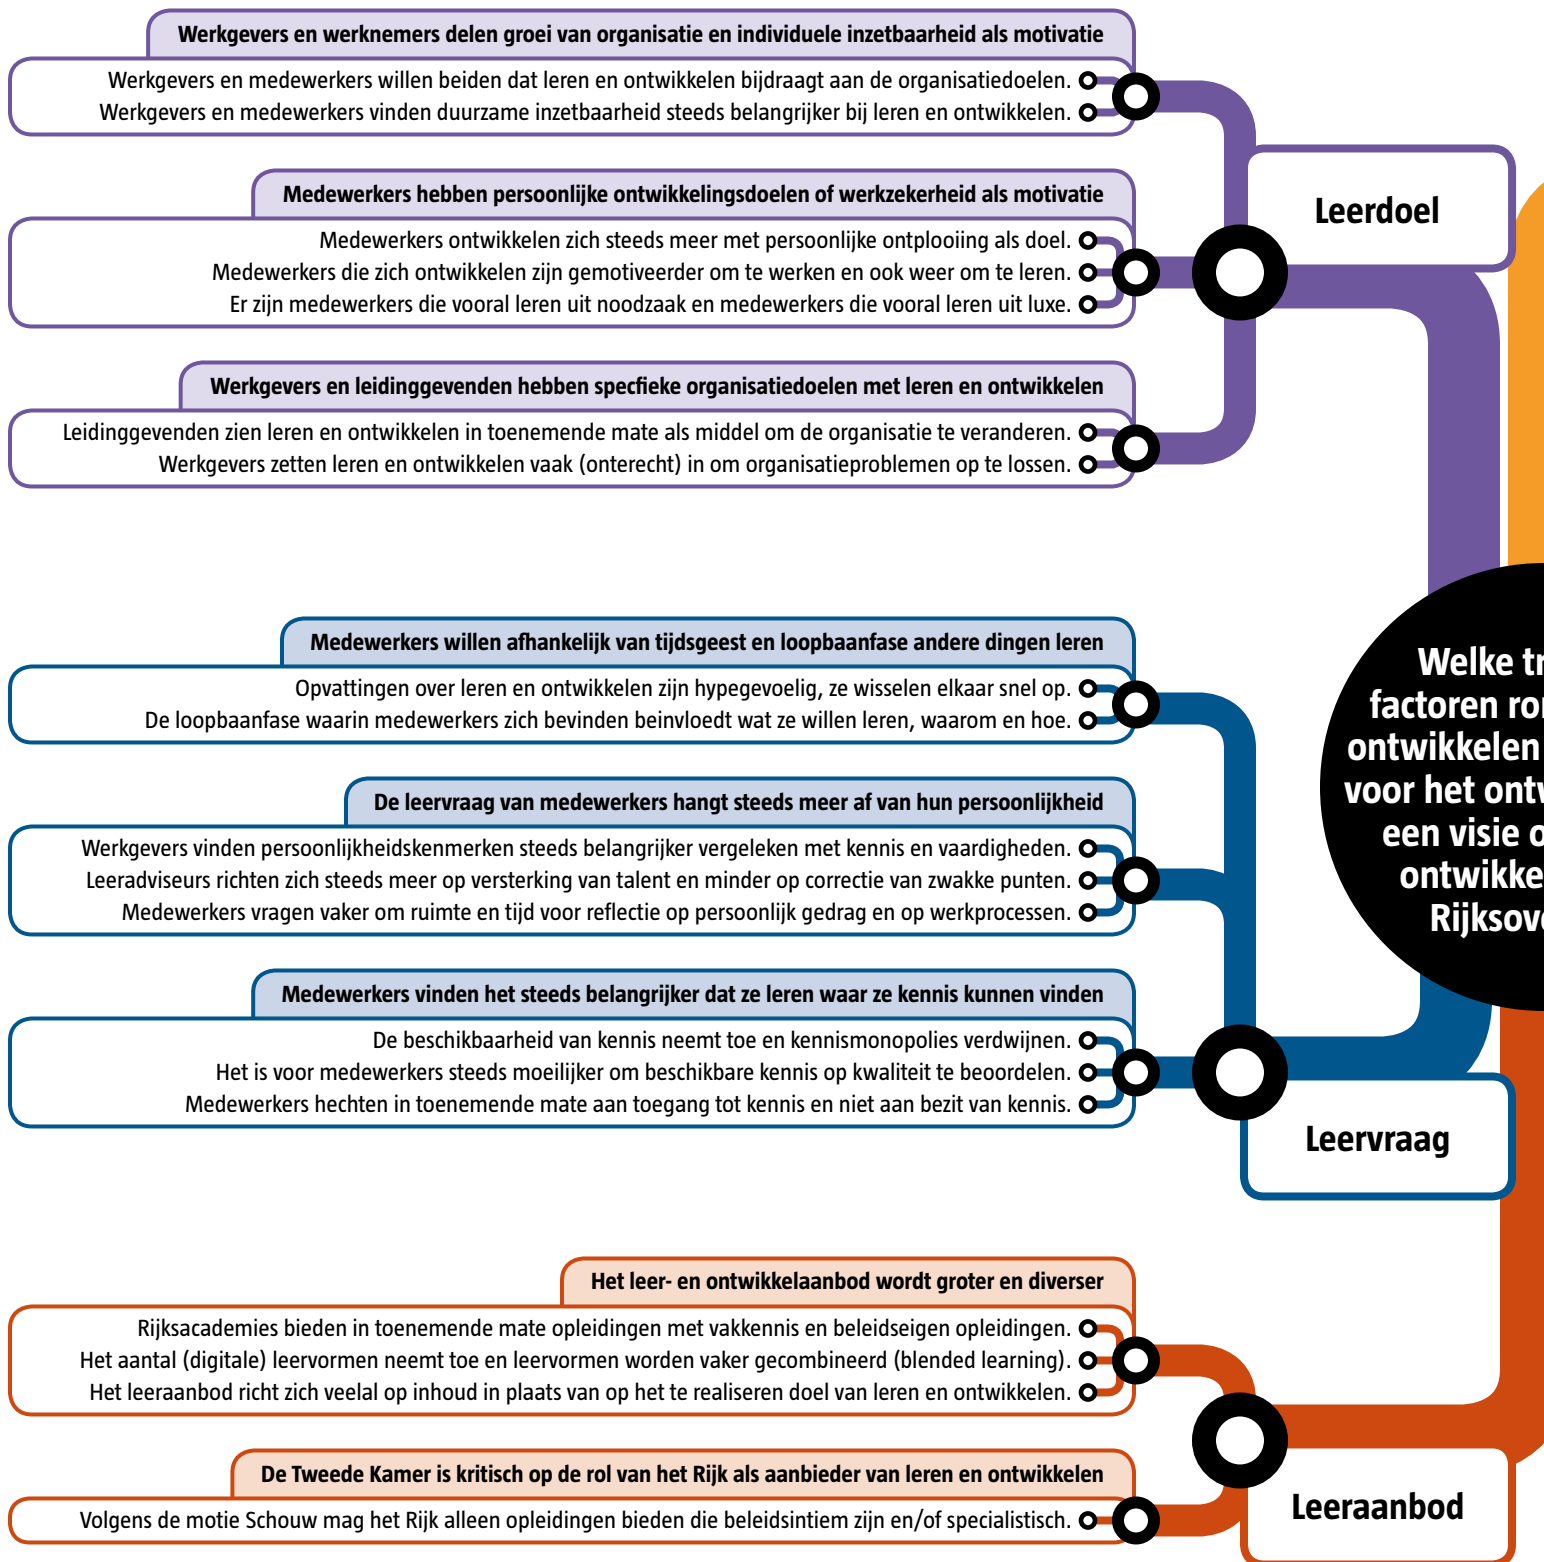 Werkgevers en werknemers delen groei van organisatie en individuele inzetbaarheid als motivatie
Werkgevers en medewerkers willen beiden dat leren en ontwikkelen bijdraagt aan de organisatiedoelen.
Werkgevers en medewerkers vinden duurzame inzetbaarheid steeds belangrijker bij leren en ontwikkelen.
Medewerkers hebben persoonlijke ontwikkelingsdoelen of werkzekerheid als motivatie
Medewerkers ontwikkelen zich steeds meer met persoonlijke ontplooiing als doel.
Medewerkers die zich ontwikkelen zijn gemotiveerder om te werken en ook weer om te leren.
Er zijn medewerkers die vooral leren uit noodzaak en medewerkers die vooral leren uit luxe.
Leerdoel
Werkgevers en leidinggevenden hebben specfieke organisatiedoelen met leren en ontwikkelen
Leidinggevenden zien leren en ontwikkelen in toenemende mate als middel om de organisatie te veranderen.
Werkgevers zetten leren en ontwikkelen vaak (onterecht) in om organisatieproblemen op te lossen.
Medewerkers willen afhankelijk van tijdsgeest en loopbaanfase andere dingen leren
Opvattingen over leren en ontwikkelen zijn hypegevoelig, ze wisselen elkaar snel op.
De loopbaanfase waarin medewerkers zich bevinden beinvloedt wat ze willen leren, waarom en hoe.
De leervraag van medewerkers hangt steeds meer af van hun persoonlijkheid
Werkgevers vinden persoonlijkheidskenmerken steeds belangrijker vergeleken met kennis en vaardigheden.
Leeradviseurs richten zich steeds meer op versterking van talent en minder op correctie van zwakke punten.
Medewerkers vragen vaker om ruimte en tijd voor reflectie op persoonlijk gedrag en op werkprocessen.
Welke tr
factoren ro
ontwikkelen
voor het ontw
een visie o
ontwikke
Rijksove
Medewerkers vinden het steeds belangrijker dat ze leren waar ze kennis kunnen vinden
De beschikbaarheid van kennis neemt toe en kennismonopolies verdwijnen.
Het is voor medewerkers steeds moeilijker om beschikbare kennis op kwaliteit te beoordelen.
Medewerkers hechten in toenemende mate aan toegang tot kennis en niet aan bezit van kennis.
Leervraag
Het leer- en ontwikkelaanbod wordt groter en diverser
Rijksacademies bieden in toenemende mate opleidingen met vakkennis en beleidseigen opleidingen.
Het aantal (digitale) leervormen neemt toe en leervormen worden vaker gecombineerd (blended learning).
Het leeraanbod richt zich veelal op inhoud in plaats van op het te realiseren doel van leren en ontwikkelen.
De Tweede Kamer is kritisch op de rol van het Rijk als aanbieder van leren en ontwikkelen
Volgens de motie Schouw mag het Rijk alleen opleidingen bieden die beleidsintiem zijn en/of specialistisch.
Leeraanbod